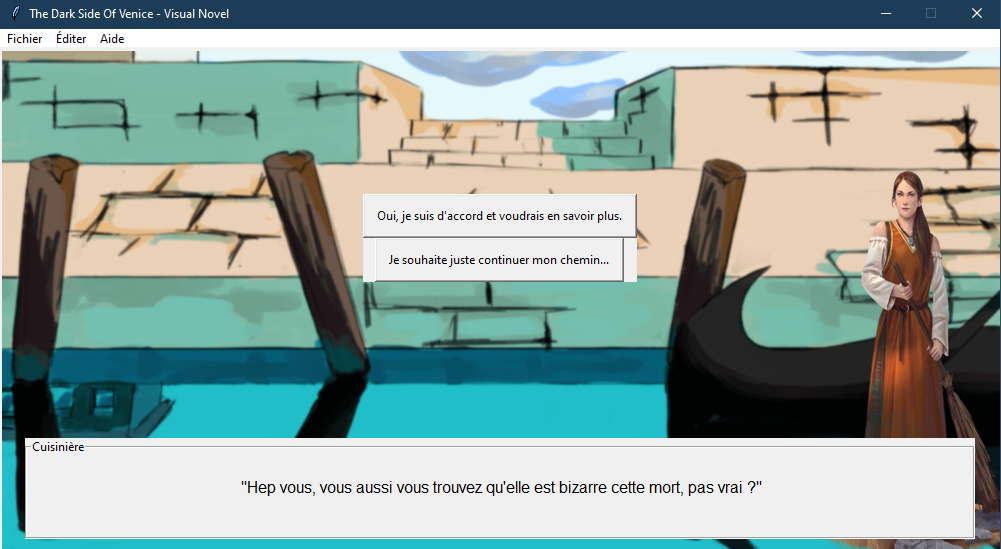 The Dark Side Of Venice - Visual Novel
Fichier Éditer Aide
Oui, je suis d'accord et voudrais en savoir plus.
Je souhaite juste continuer mon chemin...
Cuisinière
"Hep vous, vous aussi vous trouvez qu'elle est bizarre cette mort, pas vrai ?"